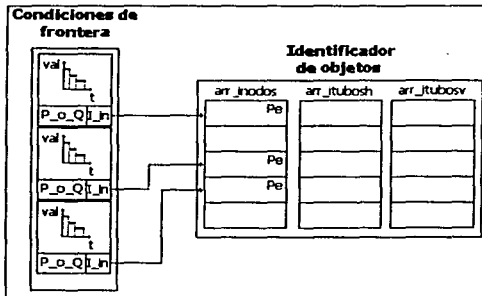 Condiciones de
frontera
val
t
P_o_Q I_in
val
t
P_o_Q I_in
val
t
P_o_Q I_in
Identificador
de objetos
arr_inodos arr_itubosh arr_itubosv
Pe
Pe
Pe